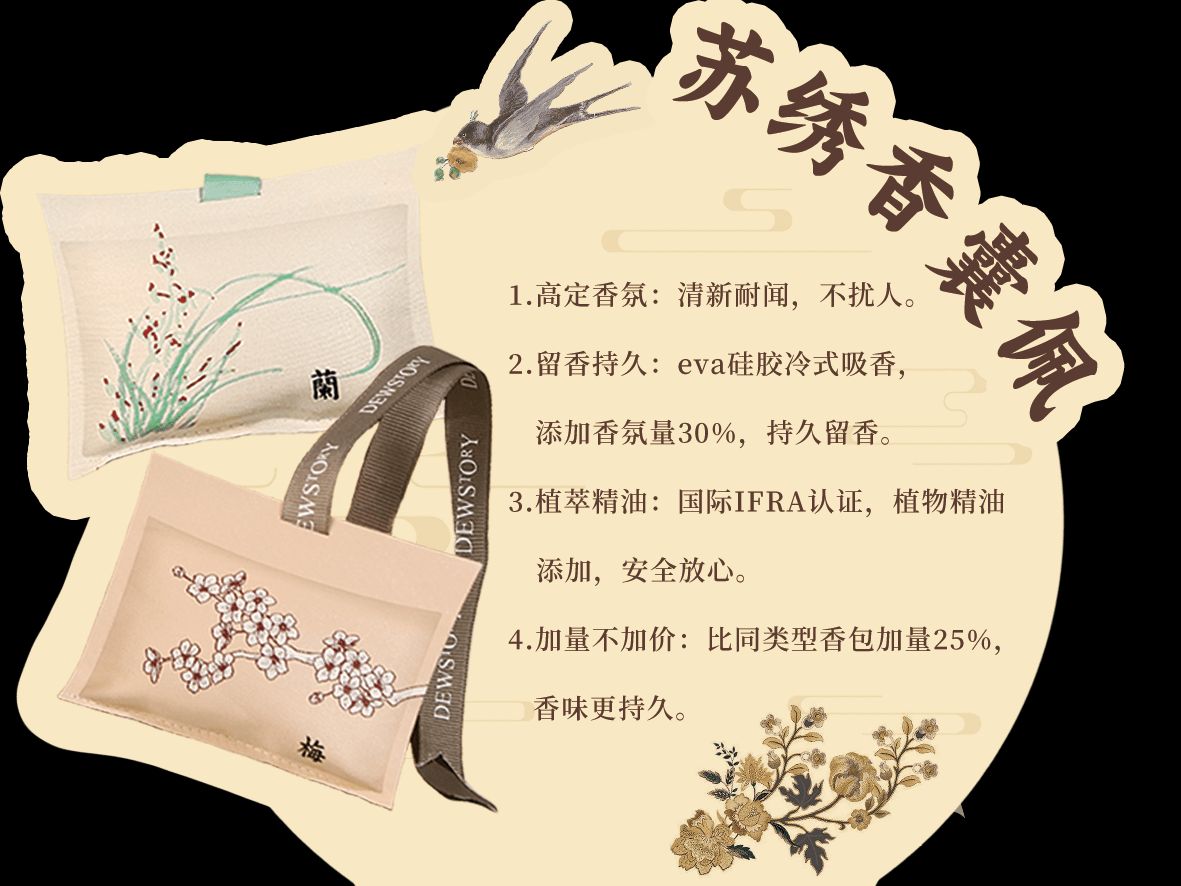 苏绣香囊佩
1.高定香氛：清新耐闻，不扰人。
2.留香持久：eva硅胶冷式吸香，
添加香氛量30%，持久留香。
3.植萃精油：国际IFRA认证，植物精油
添加，安全放心。
4.加量不加价：比同类型香包加量25%，
香味更持久。
蘭
DEWSTORY
DEWSTORY
DEWSTORY
DEWSTORY
梅